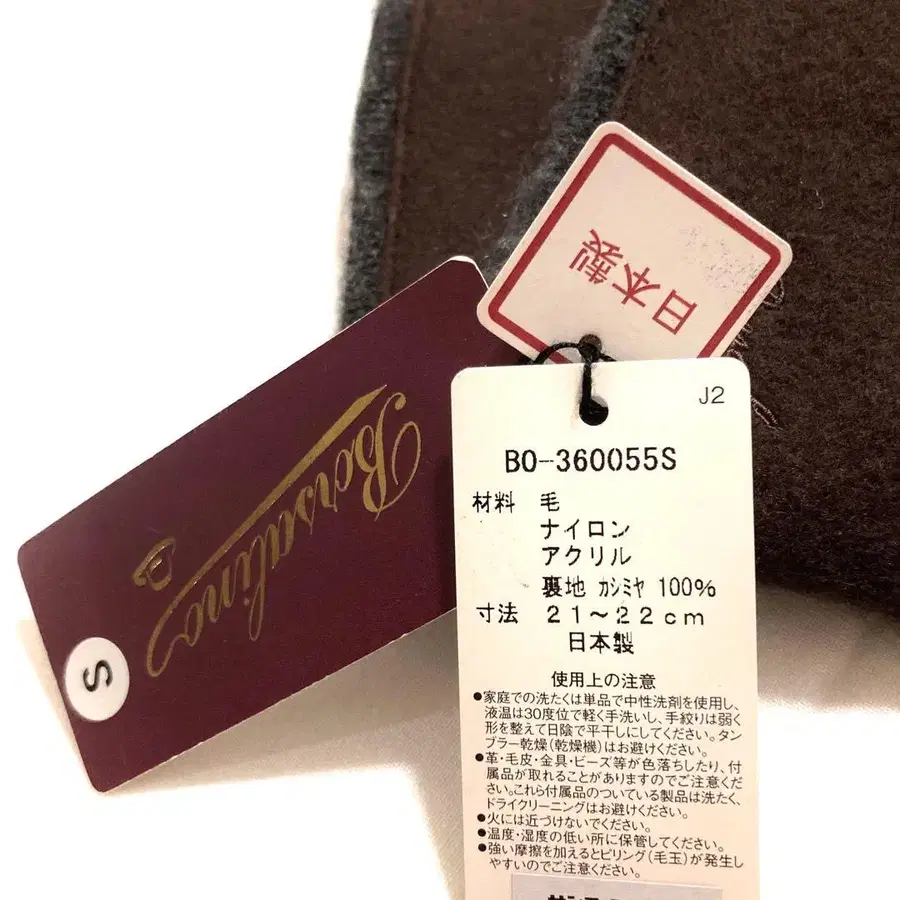 日本製
Borsalino
S
J2
BO-360055S
材料 毛
ナイロン
アクリル
裏地 カシミヤ 100%
寸法 21～22cm
日本製
使用上の注意
●家庭での洗たくは単品で中性洗剤を使用し、
液温は30度位で軽く手洗いし、手絞りは弱く
形を整えて日陰で平干しにしてください。タン
ブラー乾燥(乾燥機)はお避けください。
●革・毛皮・金具・ビーズ等が色落ちしたり、付
属品が取れることがありますのでご注意くだ
さい。これら付属品のついている製品は洗たく、
ドライクリーニングはお避けください。
●火には近づけないでください。
●温度・湿度の低い所に保管してください。
●強い摩擦を加えるとピリング(毛玉)が発生し
やすいのでご注意ください。